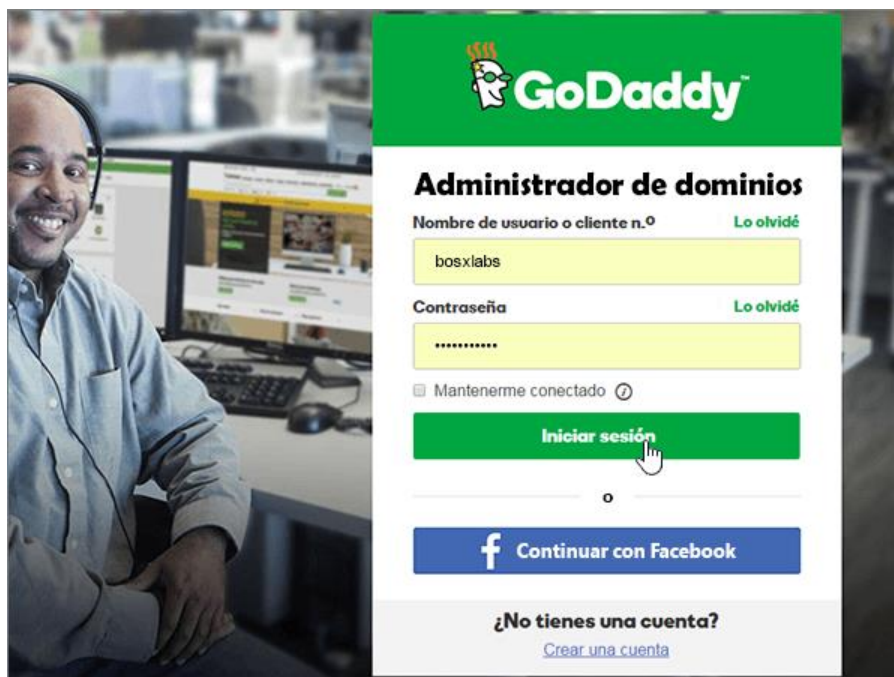 GoDaddy™
Administrador de dominios
Nombre de usuario o cliente n.º Lo olvidé
bosxlabs
Contraseña Lo olvidé
•••••••••••
Mantenerme conectado
Iniciar sesión
o
Continuar con Facebook
¿No tienes una cuenta?
Crear una cuenta